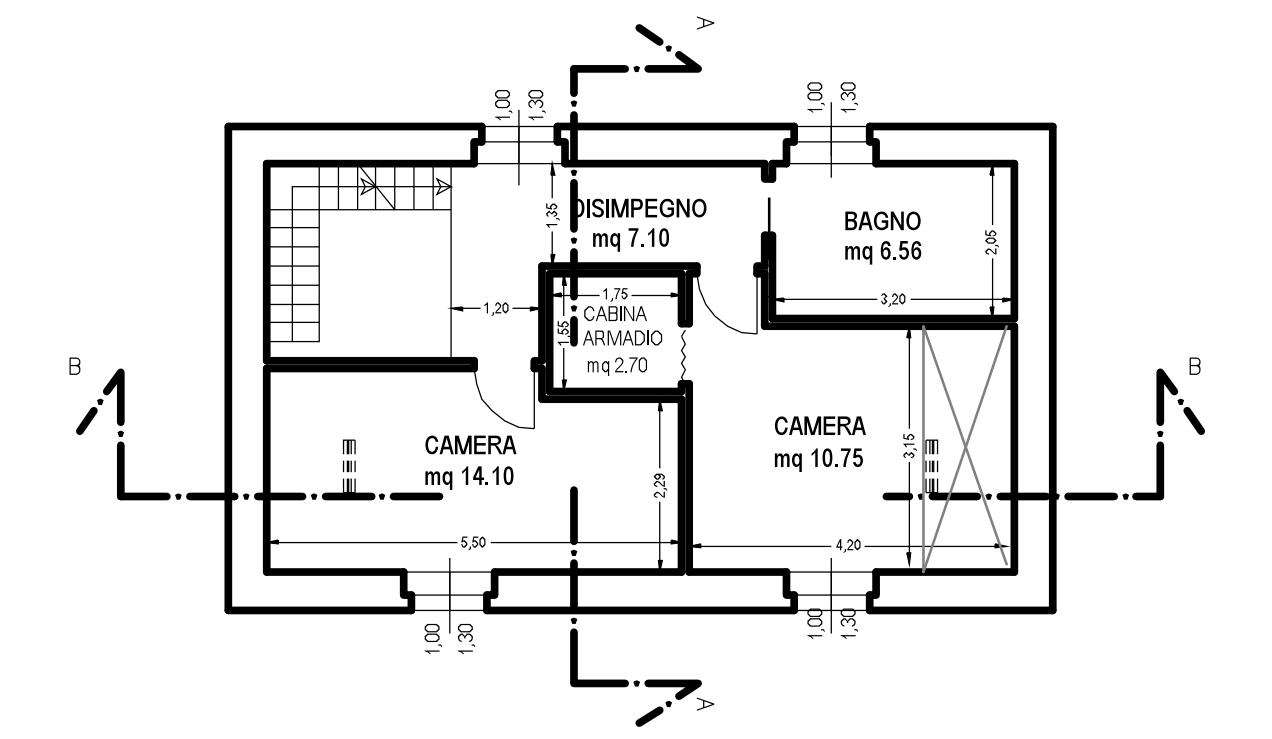 A
1,00
1,30
1,00
1,30
DISIMPEGNO
mq 7.10
1,35
BAGNO
mq 6.56
2,05
3,20
1,75
1,20
1,55
CABINA
ARMADIO
mq 2.70
B
B
CAMERA
mq 14.10
CAMERA
mq 10.75
3,15
2,29
5,50
4,20
1,00
1,30
1,00
1,30
A